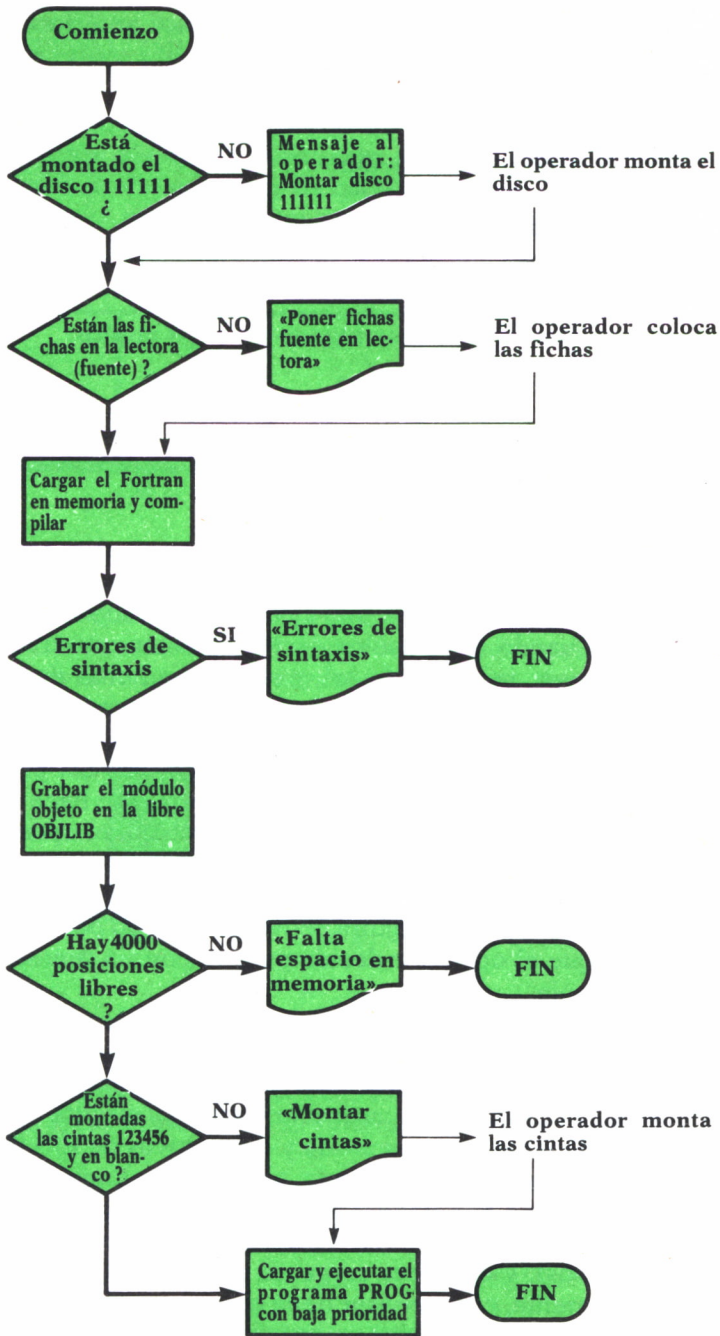 Comienzo
Está
montado el
disco 111111
¿
NO
Mensaje al
operador:
Montar disco
111111
El operador monta el
disco
Están las fi-
chas en la lectora
(fuente) ?
NO
«Poner fichas
fuente en lec-
tora»
El operador coloca
las fichas
Cargar el Fortran
en memoria y com-
pilar
Errores de
sintaxis
SI
«Errores de
sintaxis»
FIN
Grabar el módulo
objeto en la libre
OBJLIB
Hay 4000
posiciones
libres
?
NO
«Falta
espacio en
memoria»
FIN
Están
montadas
las cintas 123456
y en blan-
co ?
NO
«Montar
cintas»
El operador monta
las cintas
Cargar y ejecutar el
programa PROG
con baja prioridad
FIN